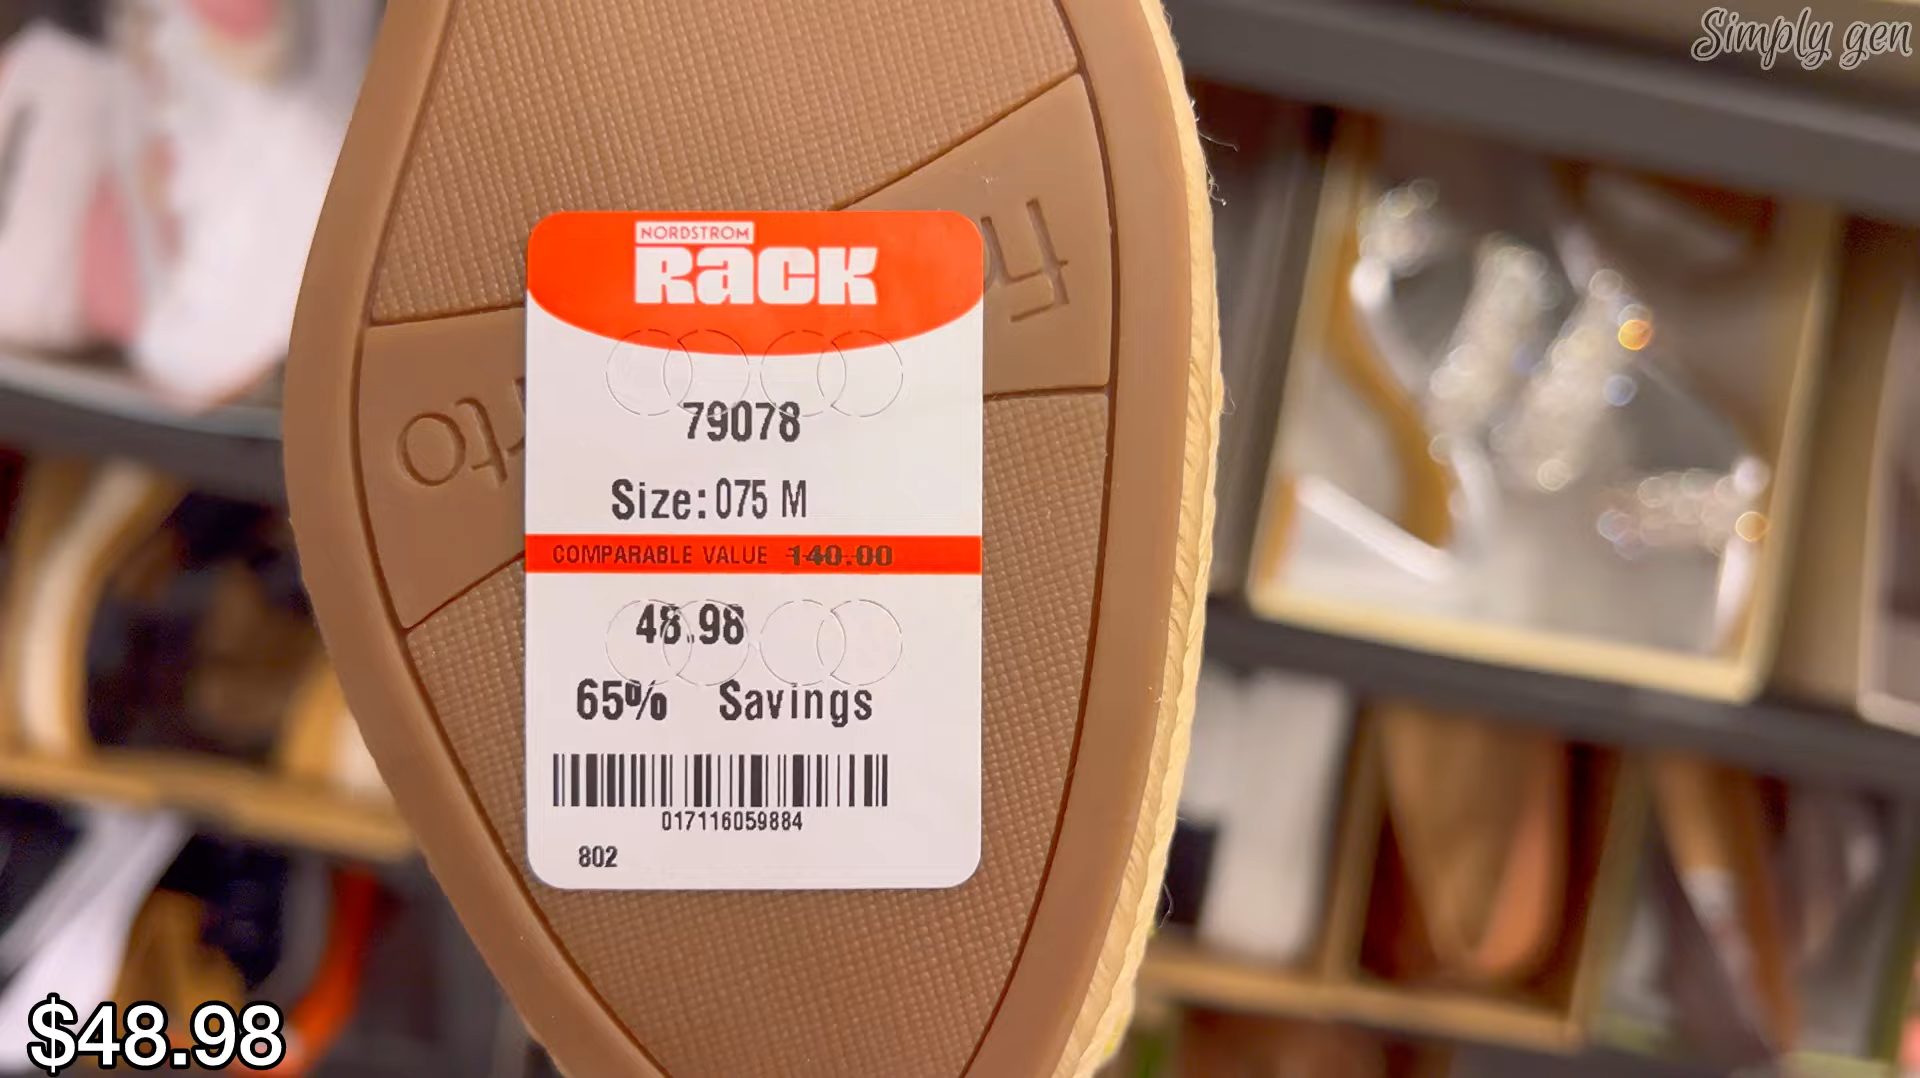 Simply gen
NORDSTROM
Rack
79078
Size: 075 M
COMPARABLE VALUE 140.00
48.98
65% Savings
017116059884
802
$48.98